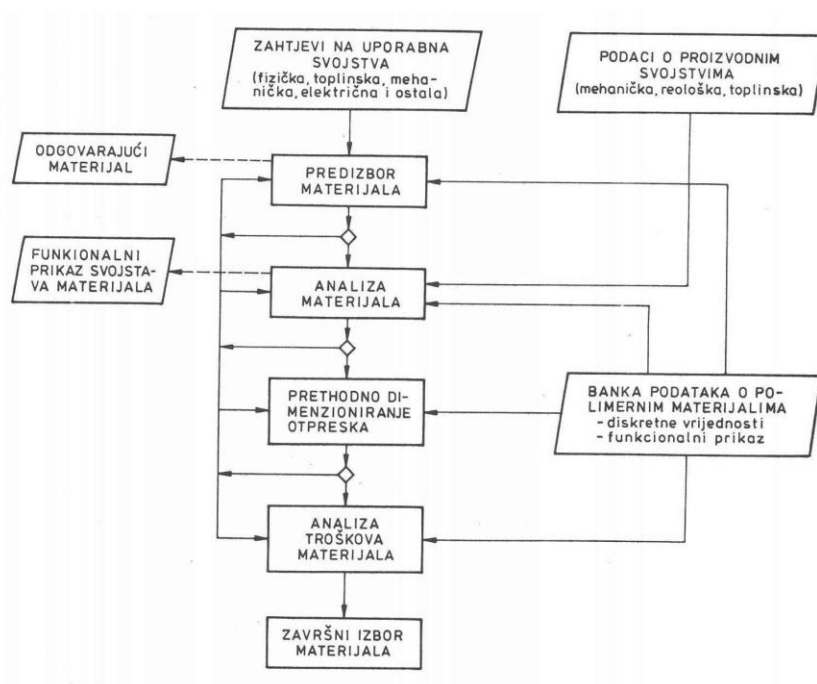 ZAHTJEVI NA UPORABNA
SVOJSTVA
(fizička, toplinska, meha-
nička, električna i ostala)
PODACI O PROIZVODNIM
SVOJSTVIMA
(mehanička, reološka, toplinska)
ODGOVARAJUĆI
MATERIJAL
PREDIZBOR
MATERIJALA
FUNKIONALNI
PRIKAZ SVOJSTA-
VA MATERIJALA
ANALIZA
MATERIJALA
PRETHODNO DI-
MENZIONIRANJE
OTPRESKA
BANKA PODATAKA O PO-
LIMERNIM MATERIJALIMA
- diskretne vrijednosti
- funkcionalni prikaz
ANALIZA
TROŠKOVA
MATERIJALA
ZAVRŠNI IZBOR
MATERIJALA